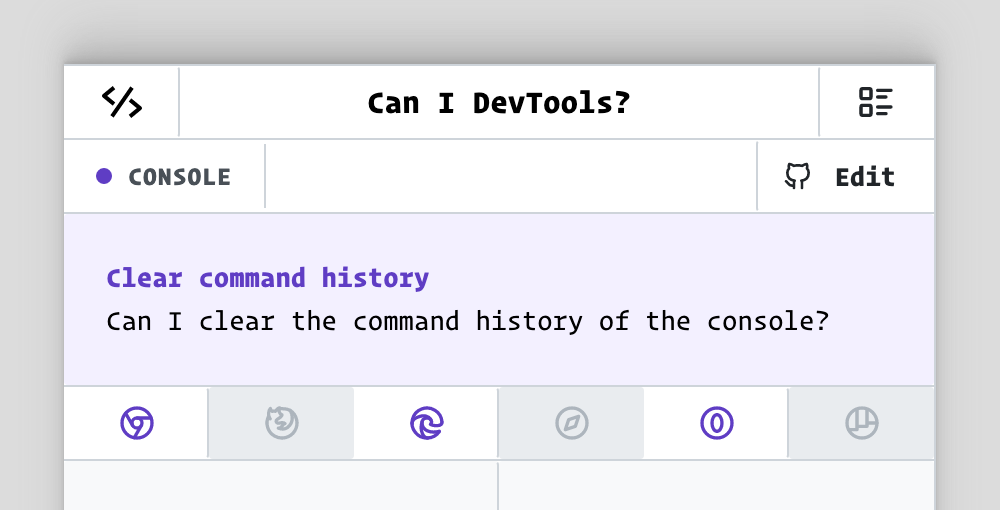 Can I DevTools?
CONSOLE
Edit
Clear command history
Can I clear the command history of the console?